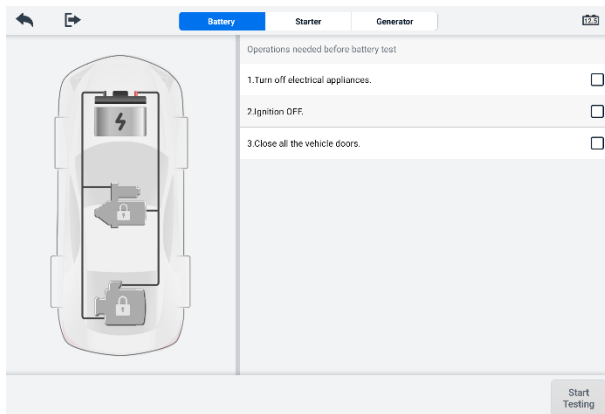 Battery
Starter
Generator
12.5
Operations needed before battery test
1.Turn off electrical appliances.
2.Ignition OFF.
3.Close all the vehicle doors.
Start
Testing